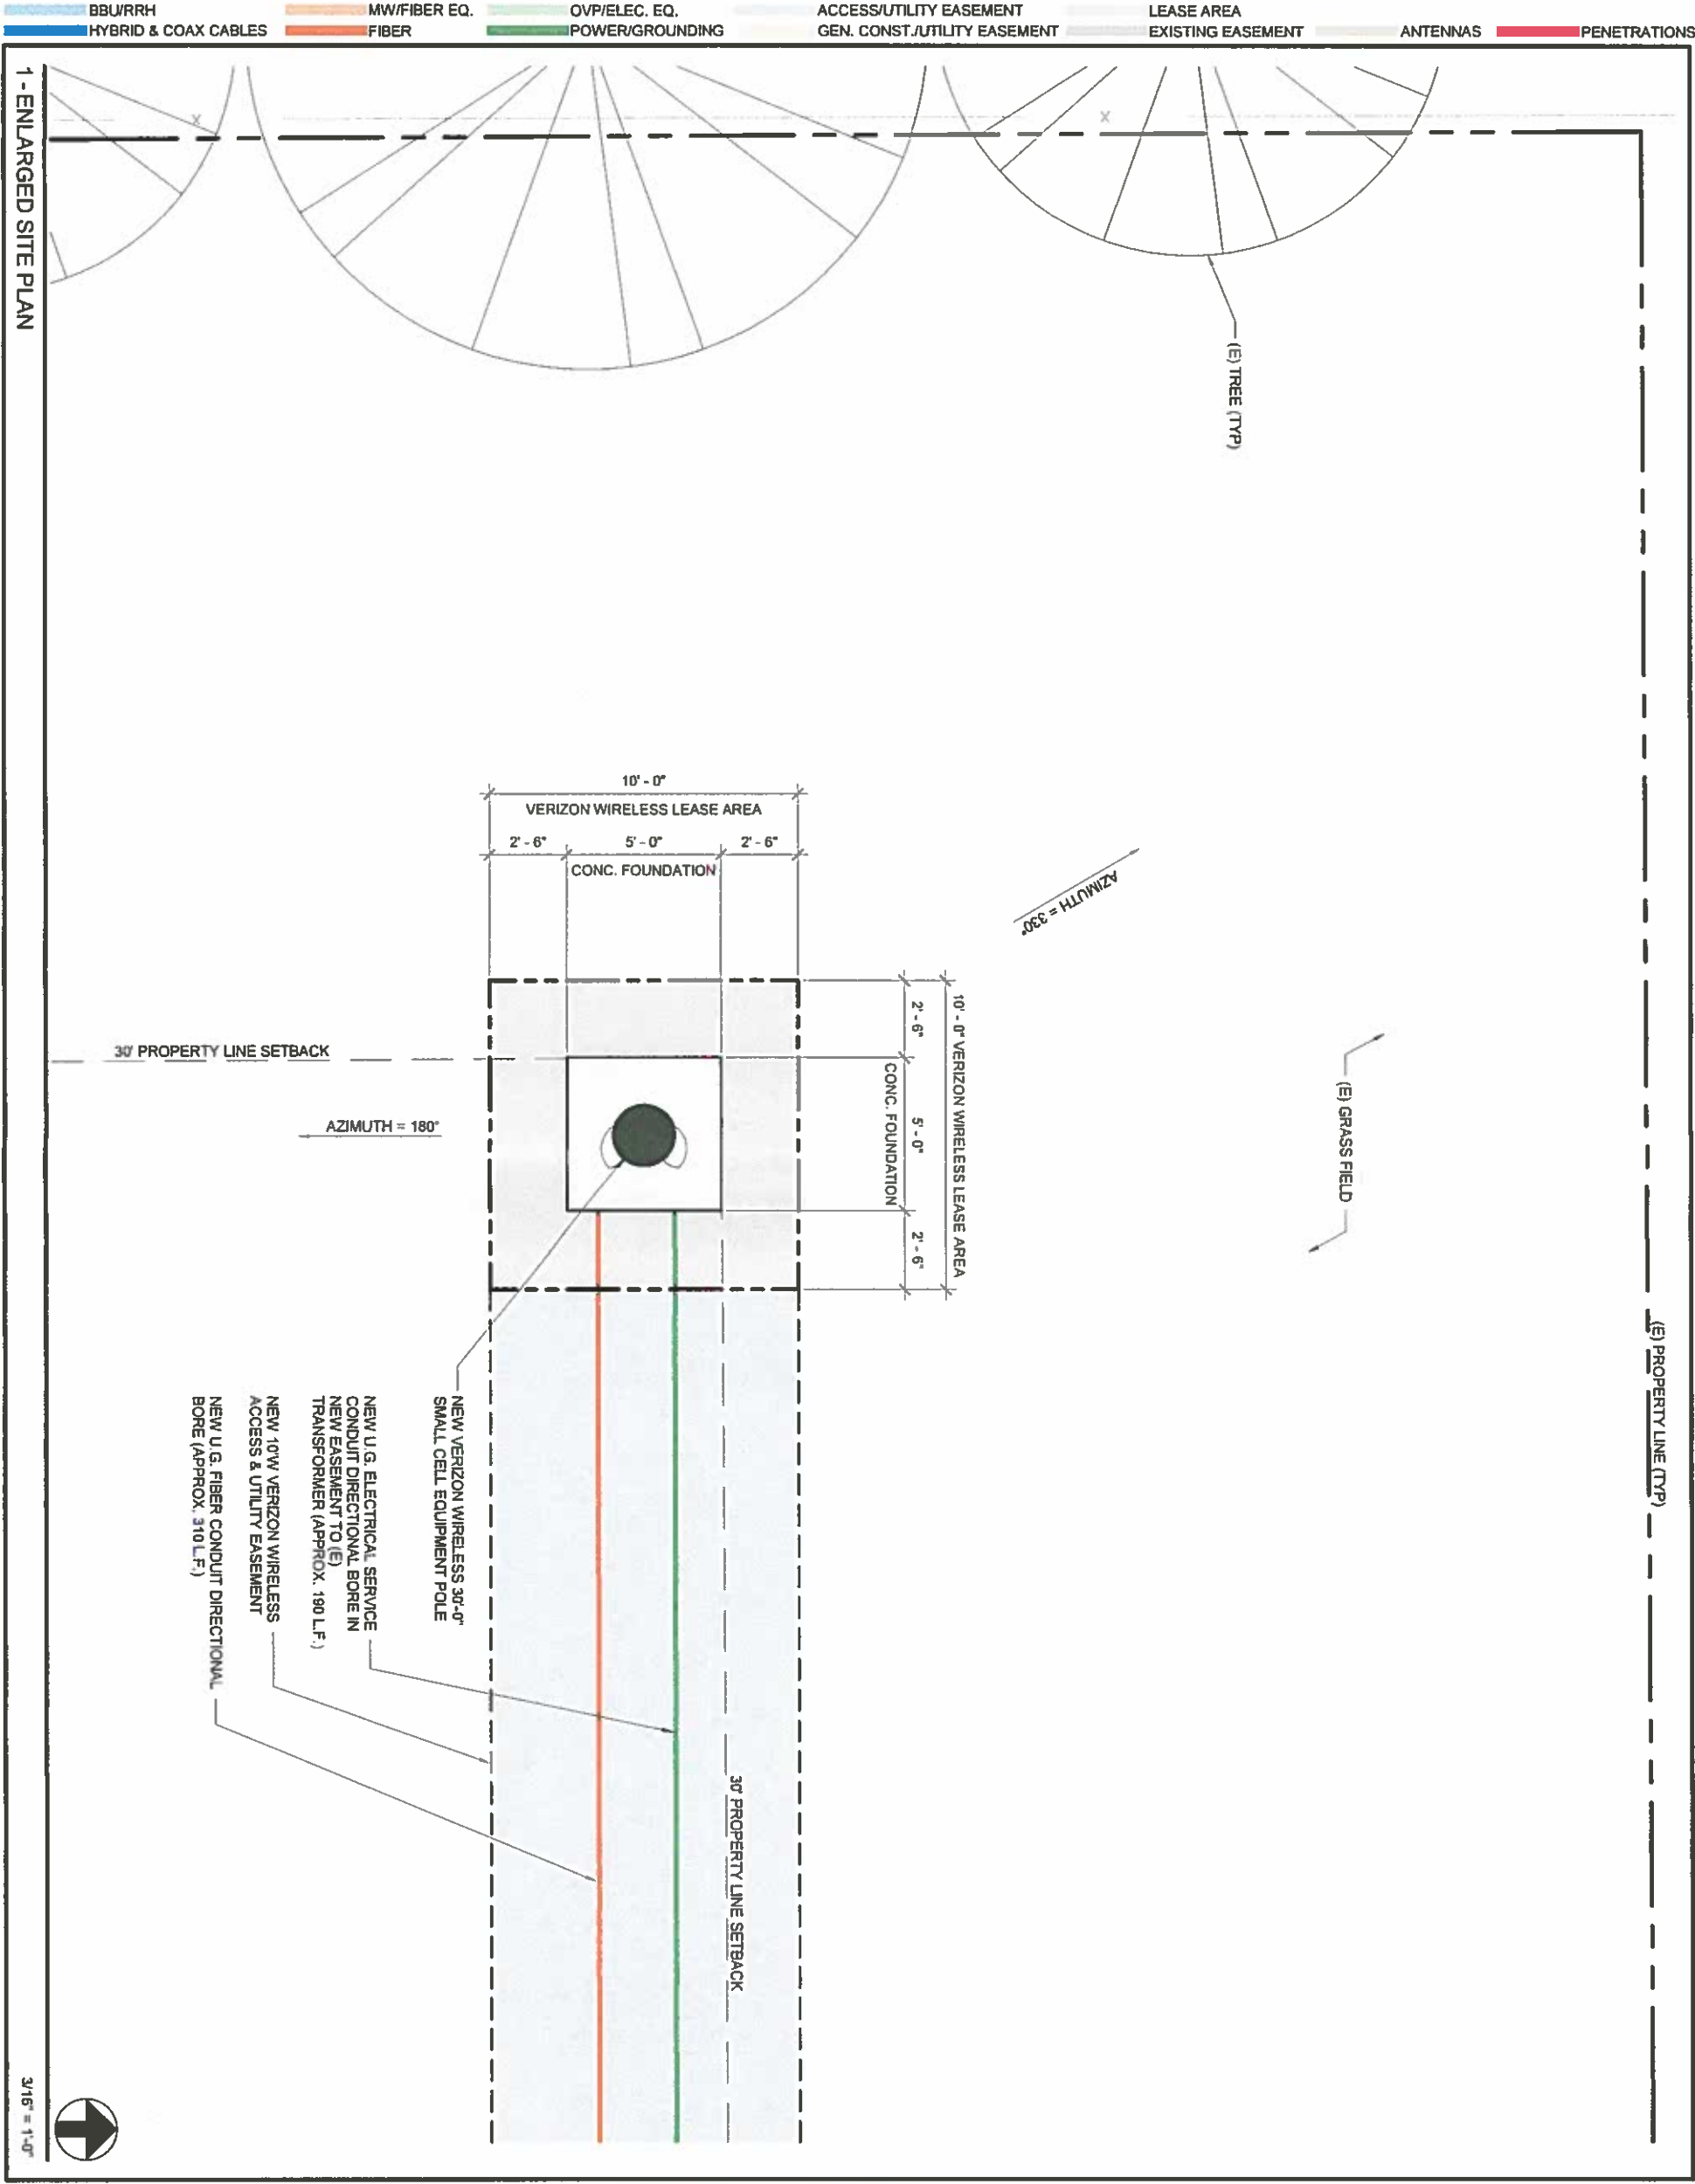 BBU/RRH
MW/FIBER EQ.
OVP/ELEC. EQ.
ACCESS/UTILITY EASEMENT
LEASE AREA
HYBRID & COAX CABLES
FIBER
POWER/GROUNDING
GEN. CONST./UTILITY EASEMENT
EXISTING EASEMENT
ANTENNAS
PENETRATIONS
1 - ENLARGED SITE PLAN
X
X
(E) TREE (TYP)
10' - 0"
VERIZON WIRELESS LEASE AREA
2' - 6"
5' - 0"
2' - 6"
CONC. FOUNDATION
AZIMUTH = 330°
10' - 0" VERIZON WIRELESS LEASE AREA
2' - 6"
5' - 0"
2' - 6"
CONC. FOUNDATION
30' PROPERTY LINE SETBACK
AZIMUTH = 180°
(E) GRASS FIELD
(E) PROPERTY LINE (TYP)
NEW VERIZON WIRELESS 30'-0"
SMALL CELL EQUIPMENT POLE
NEW U.G. ELECTRICAL SERVICE
CONDUIT DIRECTIONAL BORE IN
NEW EASEMENT TO (E)
TRANSFORMER (APPROX. 190 L.F.)
NEW 10'W VERIZON WIRELESS
ACCESS & UTILITY EASEMENT
NEW U.G. FIBER CONDUIT DIRECTIONAL
BORE (APPROX. 310 L.F.)
30' PROPERTY LINE SETBACK
3/16" = 1'-0"